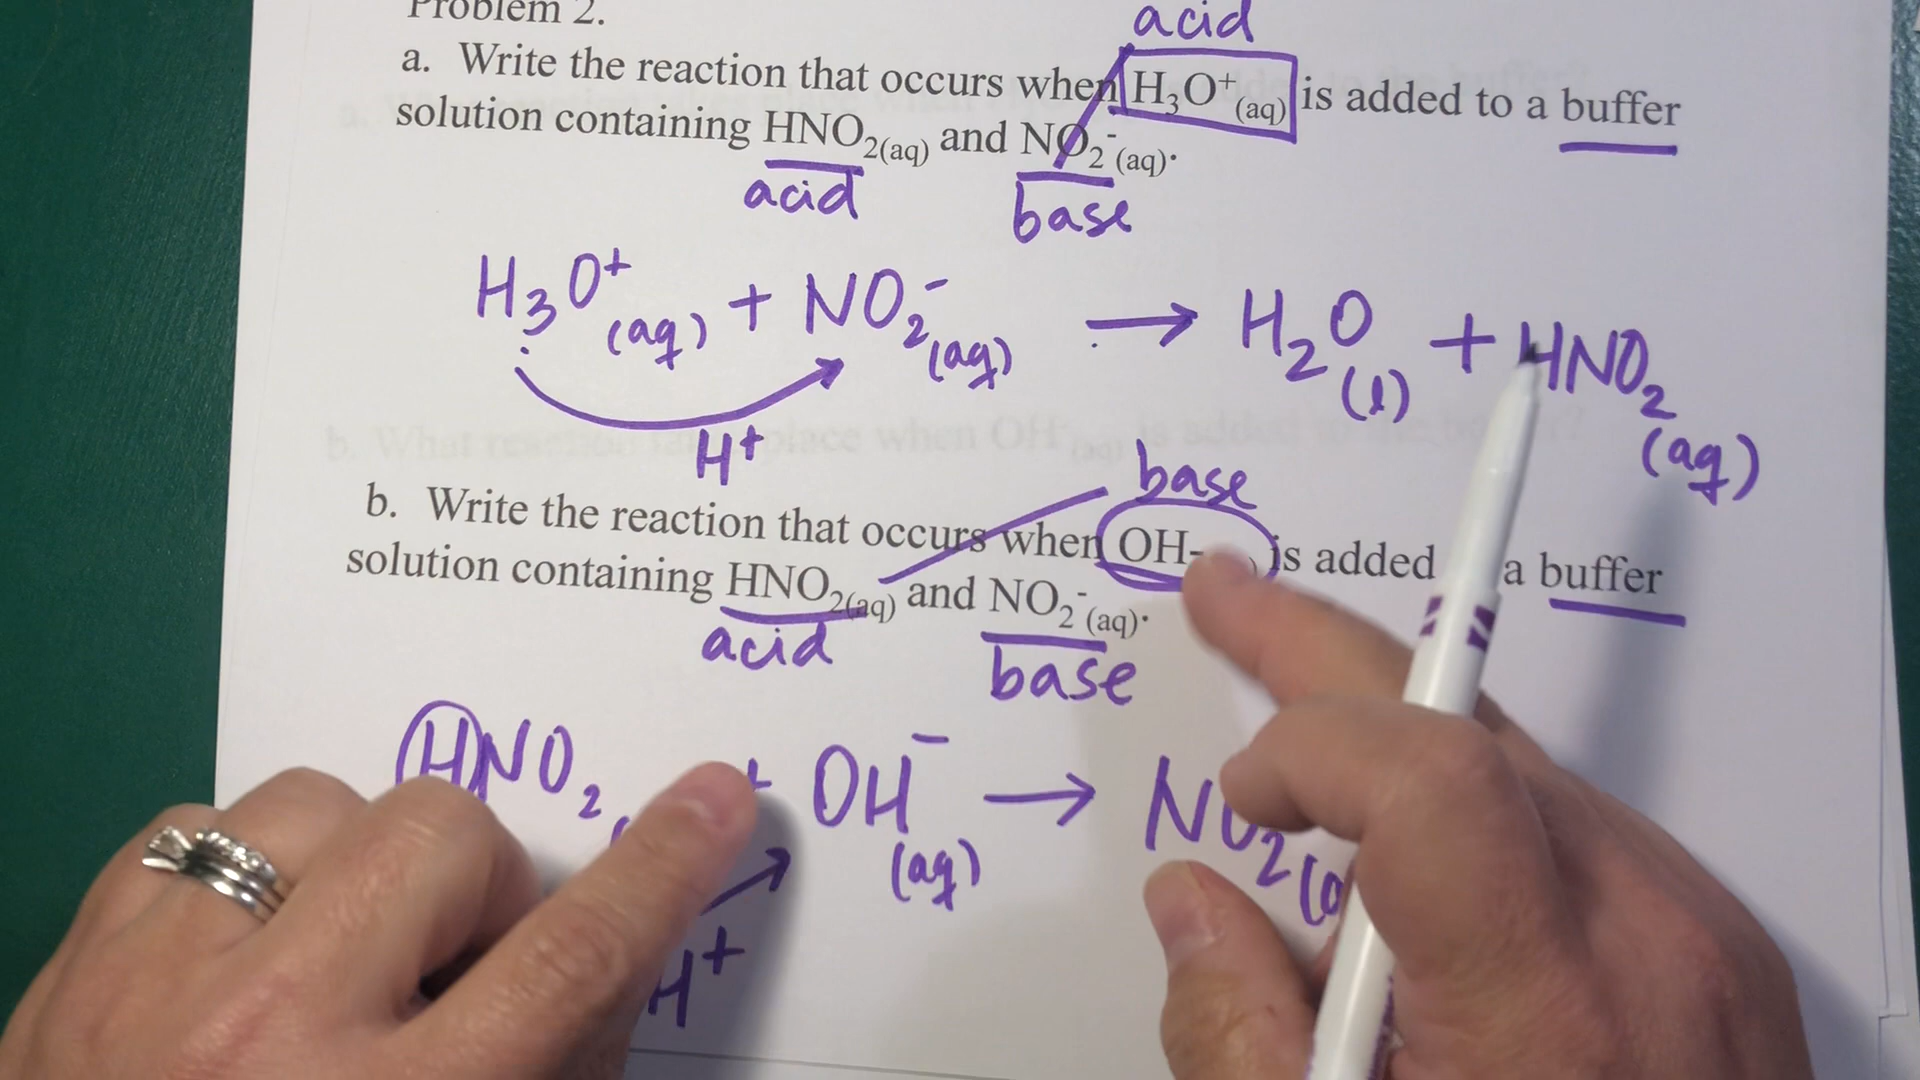 Problem 2.
acid
a. Write the reaction that occurs when H₃O⁺(aq) is added to a buffer
solution containing HNO₂(aq) and NO₂⁻(aq).
acid base
H₃O⁺(aq) + NO₂⁻(aq) → H₂O(l) + HNO₂(aq)
H⁺
base
b. Write the reaction that occurs when OH- is added a buffer
solution containing HNO₂(aq) and NO₂⁻(aq).
acid base
HNO₂ + OH⁻(aq) → NO₂
H⁺